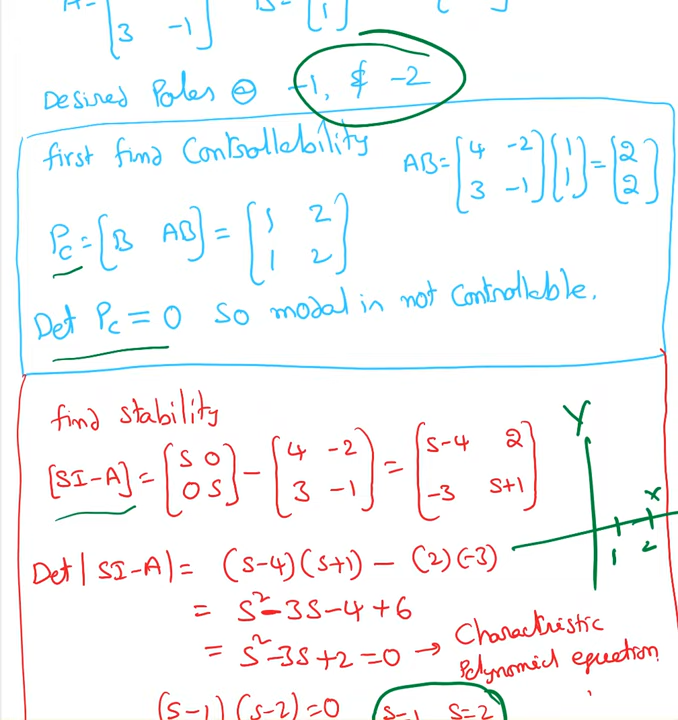 [3 -1]
Desired Poles @ -1, & -2
first find Controllability
AB = [4 -2; 3 -1] [1; 1] = [2; 2]
Pc = [B AB] = [1 2; 1 2]
Det Pc = 0 so modal in not Controllable.
find stability
[SI-A] = [S 0; 0 S] - [4 -2; 3 -1] = [S-4 2; -3 S+1]
Y
x
1 2
Det | SI-A | = (S-4)(S+1) - (2)(-3)
= S²-3S-4+6
= S²-3S+2=0 → Charactristic
Polynomial equation
(S-1) (S-2)=0 S=1 S=2